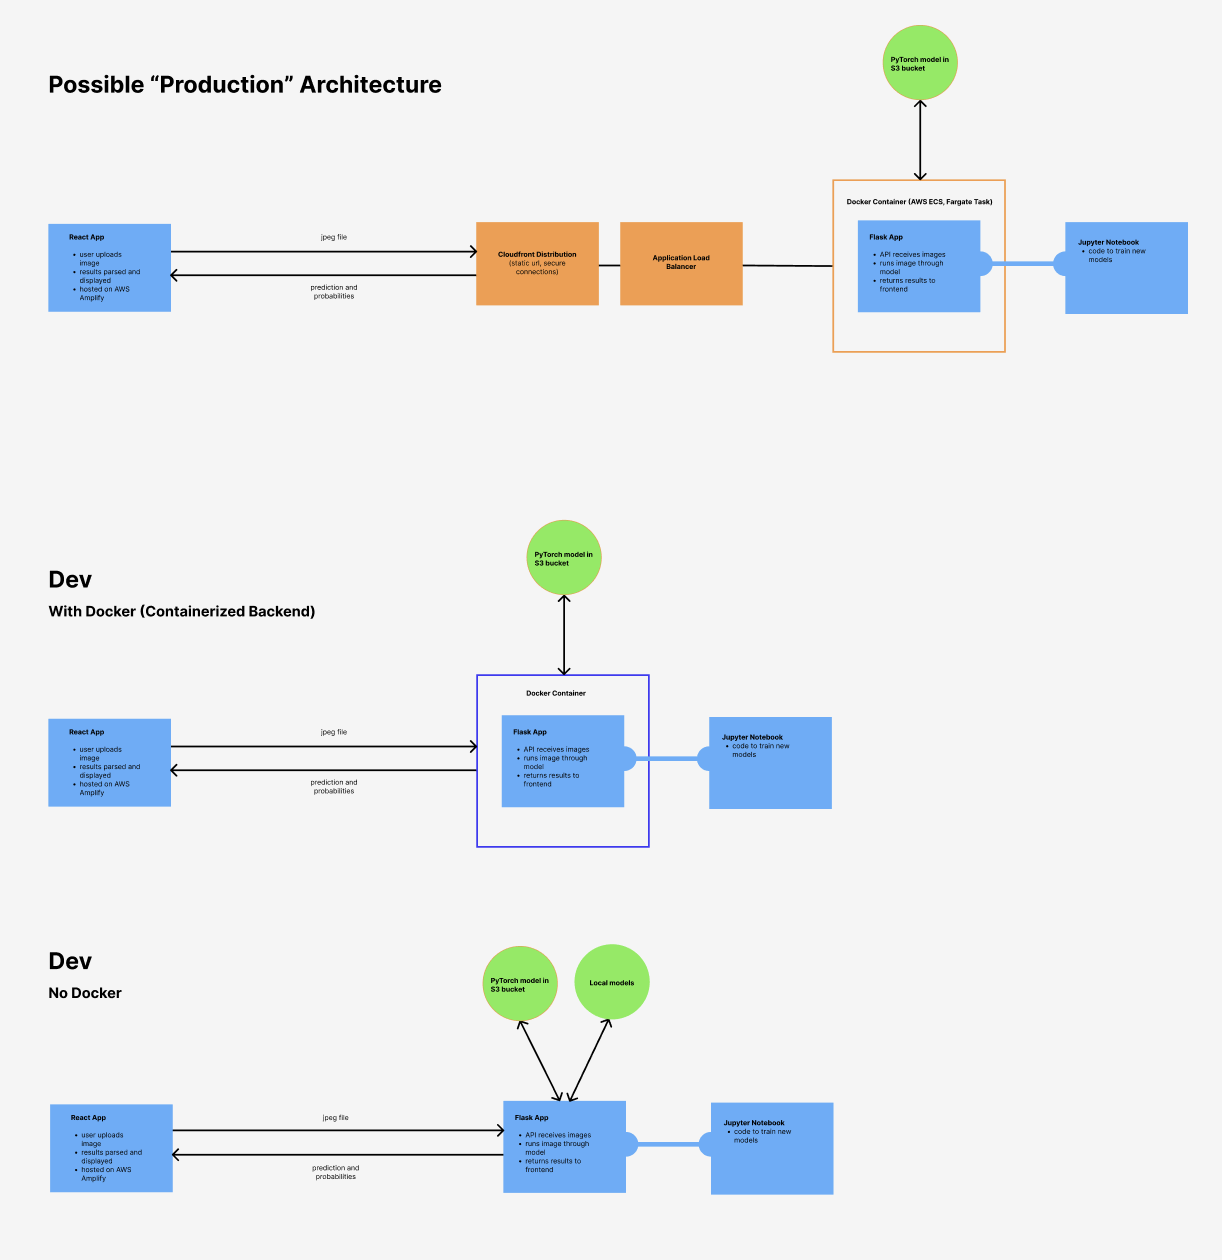 PyTorch model in
S3 bucket
Possible “Production” Architecture
Docker Container (AWS ECS, Fargate Task)
React App
• user uploads
image
• results parsed and
displayed
• hosted on AWS
Amplify
jpeg file
prediction and
probabilities
Cloudfront Distribution
(static url, secure
connections)
Application Load
Balancer
Flask App
• API receives images
• runs image through
model
• returns results to
frontend
Jupyter Notebook
• code to train new
models
PyTorch model in
S3 bucket
Dev
With Docker (Containerized Backend)
Docker Container
React App
• user uploads
image
• results parsed and
displayed
• hosted on AWS
Amplify
jpeg file
prediction and
probabilities
Flask App
• API receives images
• runs image through
model
• returns results to
frontend
Jupyter Notebook
• code to train new
models
Dev
No Docker
PyTorch model in
S3 bucket
Local models
React App
• user uploads
image
• results parsed and
displayed
• hosted on AWS
Amplify
jpeg file
prediction and
probabilities
Flask App
• API receives images
• runs image through
model
• returns results to
frontend
Jupyter Notebook
• code to train new
models